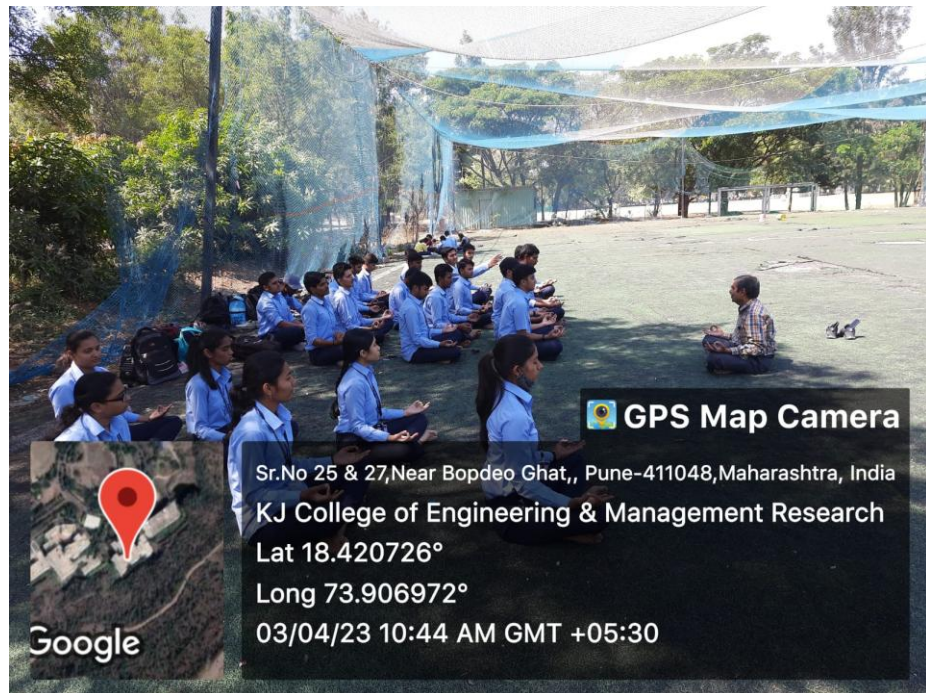 GPS Map Camera
Sr.No 25 & 27,Near Bopdeo Ghat,, Pune-411048,Maharashtra, India
KJ College of Engineering & Management Research
Lat 18.420726°
Long 73.906972°
03/04/23 10:44 AM GMT +05:30
Google